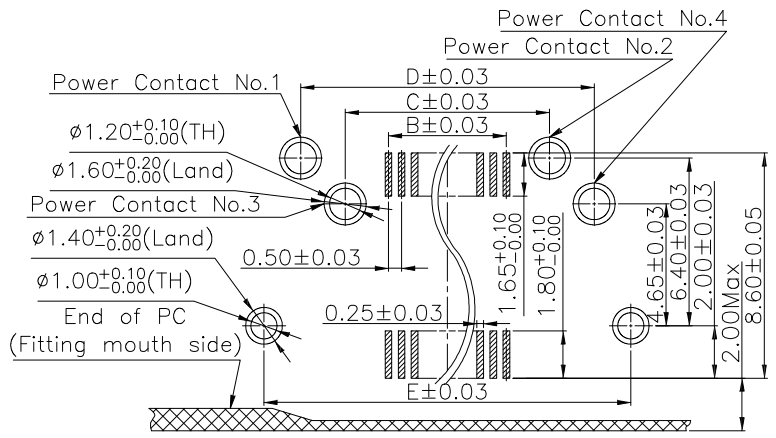 Power Contact No.4
Power Contact No.2
Power Contact No.1
D±0.03
C±0.03
B±0.03
ø1.20+0.10-0.00(TH)
ø1.60+0.20-0.00(Land)
Power Contact No.3
ø1.40+0.20-0.00(Land)
0.50±0.03
ø1.00+0.10-0.00(TH)
End of PC
(Fitting mouth side)
0.25±0.03
1.65+0.10-0.00
1.80+0.10-0.00
4.65±0.03
6.40±0.03
2.00±0.03
2.00Max
8.60±0.05
E±0.03